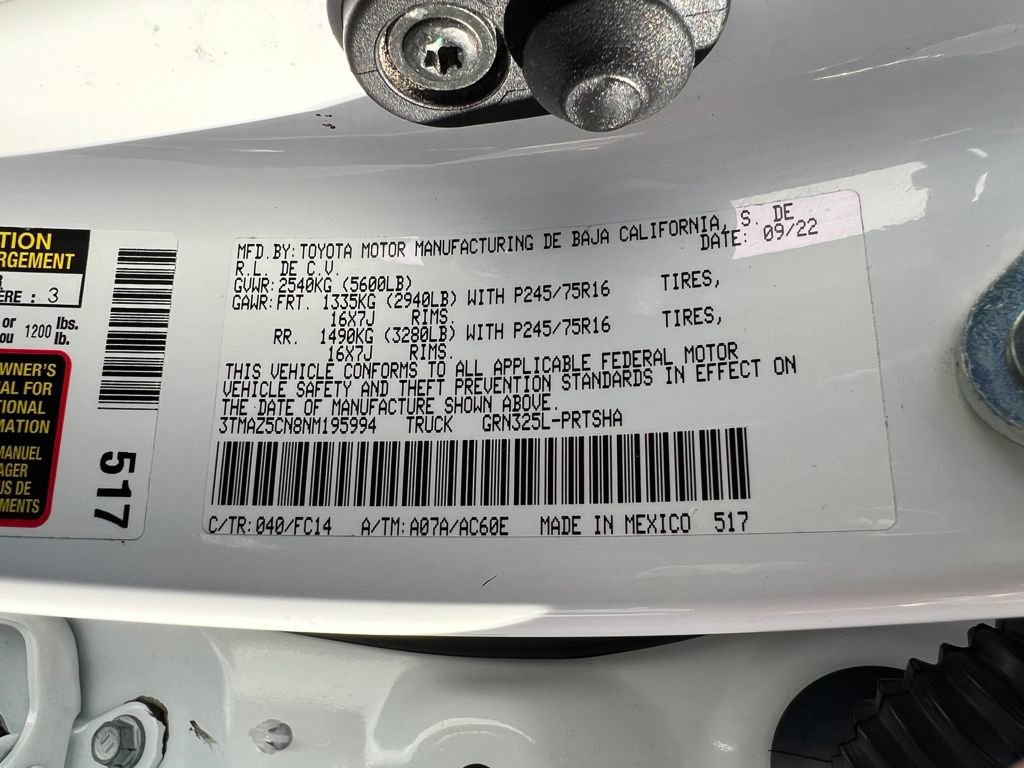 TION
RGEMENT
ÈRE : 3
or 1200 lbs.
ou lb.
OWNER'S
AL FOR
TIONAL
MATION
MANUEL
AGER
US DE
MENTS
517
MFD.BY:TOYOTA MOTOR MANUFACTURING DE BAJA CALIFORNIA, S. DE
R.L. DE C.V. DATE: 09/22
GVWR:2540KG (5600LB)
GAWR:FRT. 1335KG (2940LB) WITH P245/75R16 TIRES,
16X7J RIMS.
RR. 1490KG (3280LB) WITH P245/75R16 TIRES,
16X7J RIMS.
THIS VEHICLE CONFORMS TO ALL APPLICABLE FEDERAL MOTOR
VEHICLE SAFETY AND THEFT PREVENTION STANDARDS IN EFFECT ON
THE DATE OF MANUFACTURE SHOWN ABOVE.
3TMAZ5CN8NM195994 TRUCK GRN325L-PRTSHA
C/TR:040/FC14 A/TM:A07A/AC60E MADE IN MEXICO 517